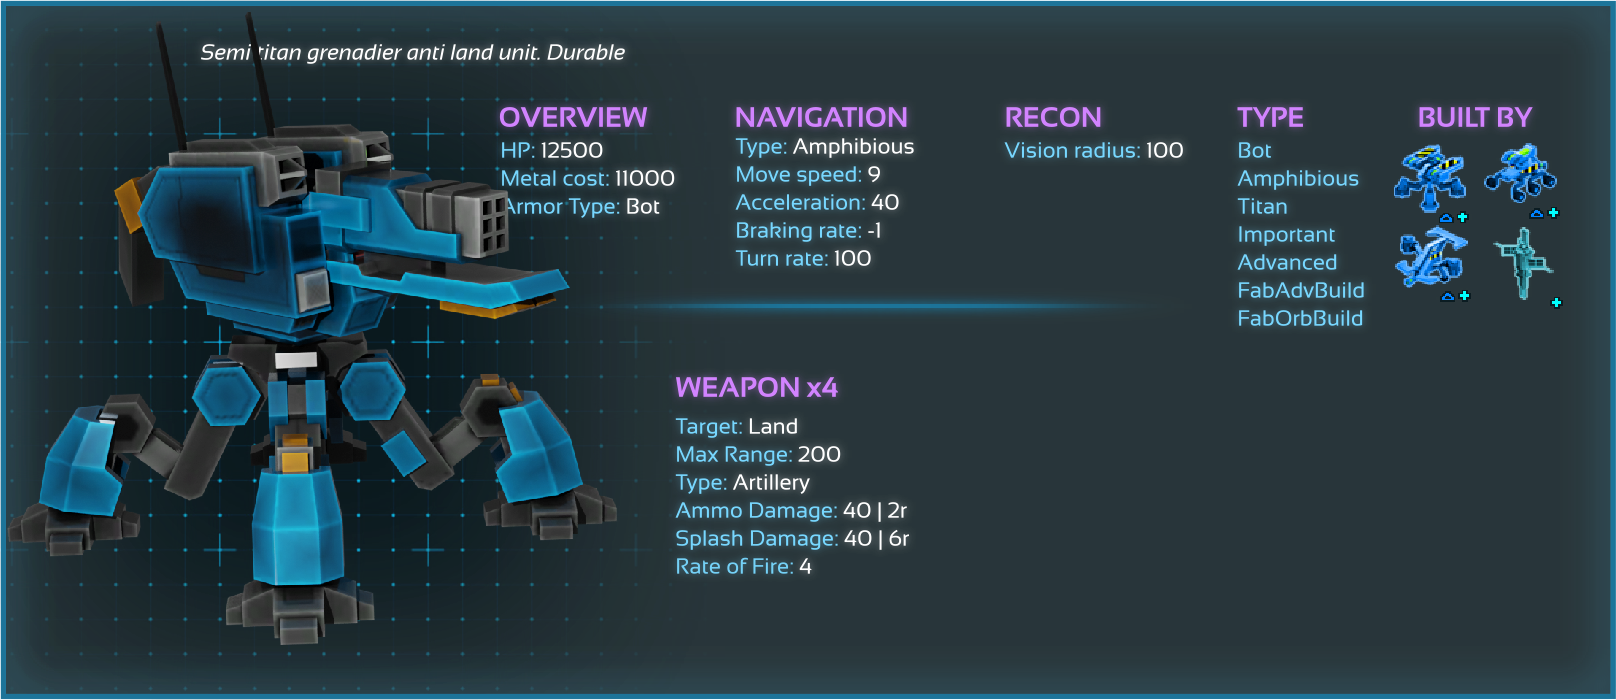 Semi titan grenadier anti land unit. Durable
OVERVIEW
HP: 12500
Metal cost: 11000
Armor Type: Bot
NAVIGATION
Type: Amphibious
Move speed: 9
Acceleration: 40
Braking rate: -1
Turn rate: 100
RECON
Vision radius: 100
TYPE
Bot
Amphibious
Titan
Important
Advanced
FabAdvBuild
FabOrbBuild
BUILT BY
WEAPON x4
Target: Land
Max Range: 200
Type: Artillery
Ammo Damage: 40 | 2r
Splash Damage: 40 | 6r
Rate of Fire: 4